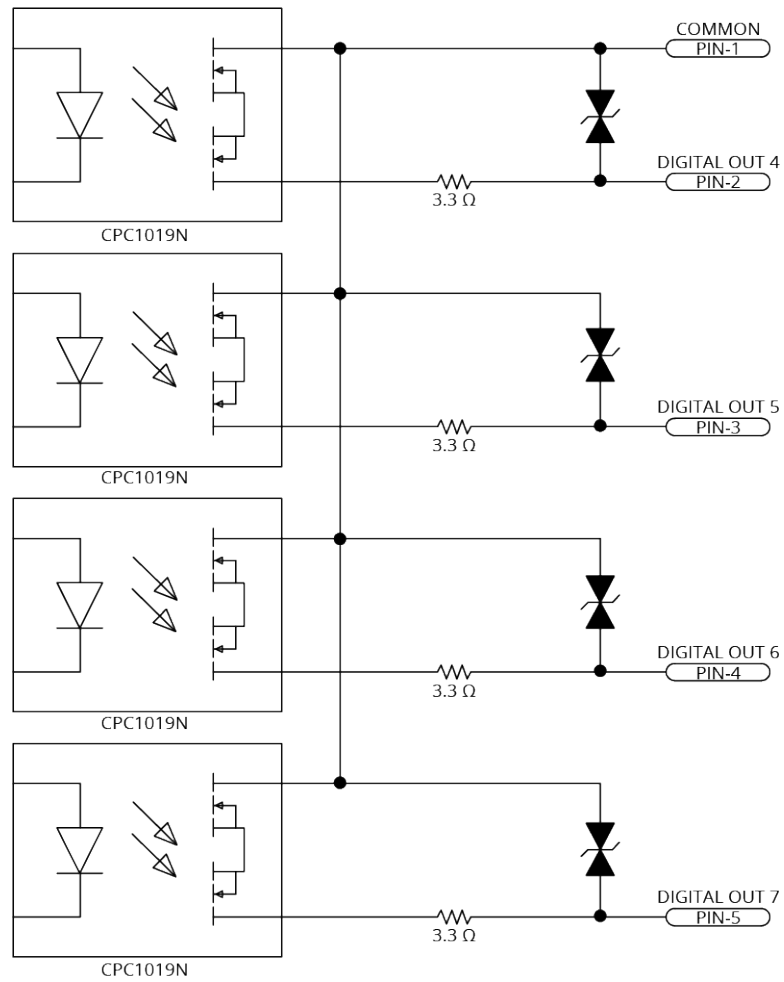 COMMON
PIN-1
DIGITAL OUT 4
PIN-2
3.3 Ω
CPC1019N
DIGITAL OUT 5
PIN-3
3.3 Ω
CPC1019N
DIGITAL OUT 6
PIN-4
3.3 Ω
CPC1019N
DIGITAL OUT 7
PIN-5
3.3 Ω
CPC1019N